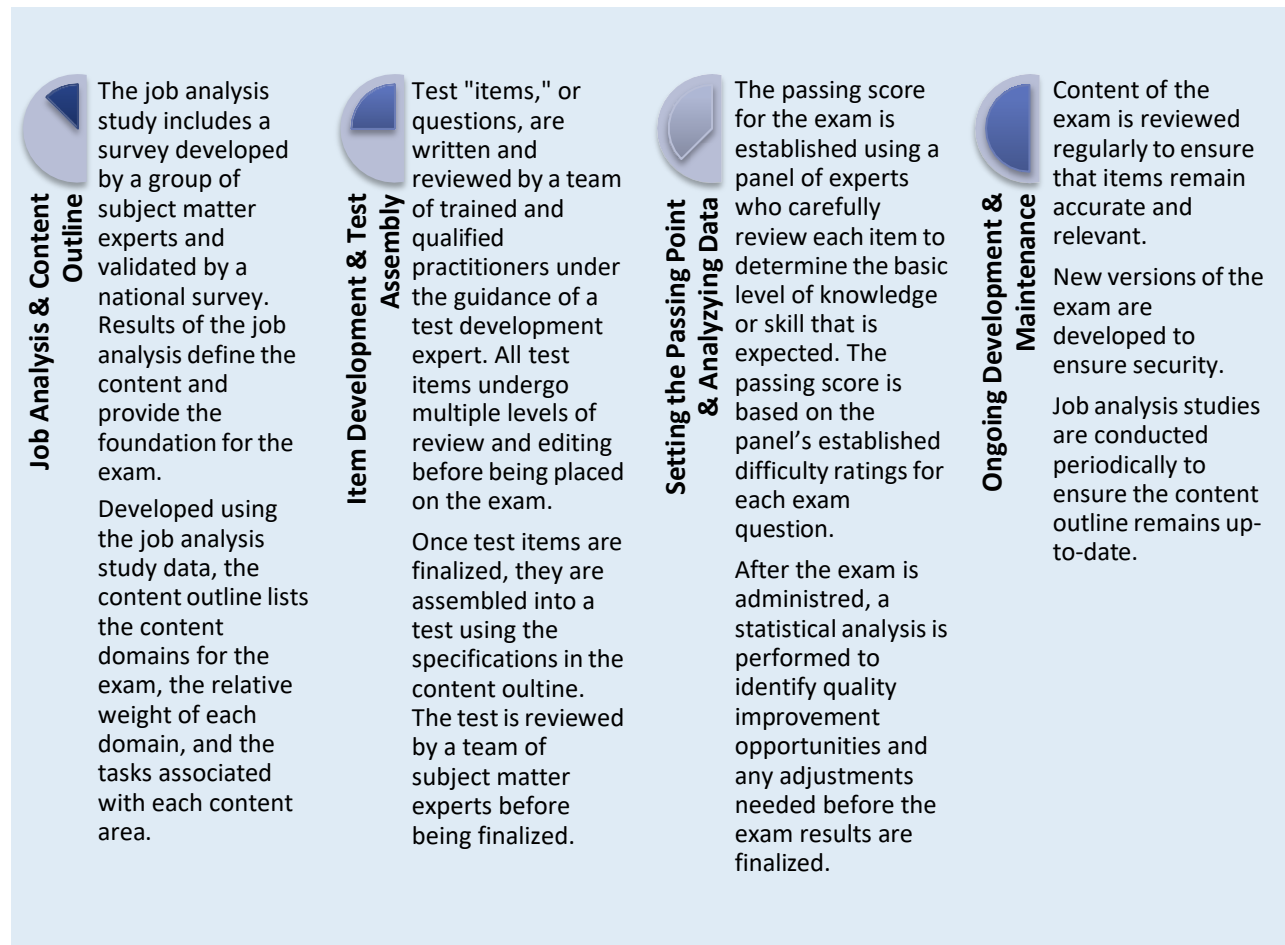 Job Analysis & Content
Outline
The job analysis
study includes a
survey developed
by a group of
subject matter
experts and
validated by a
national survey.
Results of the job
analysis define the
content and
provide the
foundation for the
exam.
Developed using
the job analysis
study data, the
content outline lists
the content
domains for the
exam, the relative
weight of each
domain, and the
tasks associated
with each content
area.
Item Development & Test
Assembly
Test "items," or
questions, are
written and
reviewed by a team
of trained and
qualified
practitioners under
the guidance of a
test development
expert. All test
items undergo
multiple levels of
review and editing
before being placed
on the exam.
Once test items are
finalized, they are
assembled into a
test using the
specifications in the
content oultine.
The test is reviewed
by a team of
subject matter
experts before
being finalized.
Setting the Passing Point
& Analyzying Data
The passing score
for the exam is
established using a
panel of experts
who carefully
review each item to
determine the basic
level of knowledge
or skill that is
expected. The
passing score is
based on the
panel’s established
difficulty ratings for
each exam
question.
After the exam is
administred, a
statistical analysis is
performed to
identify quality
improvement
opportunities and
any adjustments
needed before the
exam results are
finalized.
Ongoing Development &
Maintenance
Content of the
exam is reviewed
regularly to ensure
that items remain
accurate and
relevant.
New versions of the
exam are
developed to
ensure security.
Job analysis studies
are conducted
periodically to
ensure the content
outline remains up-
to-date.